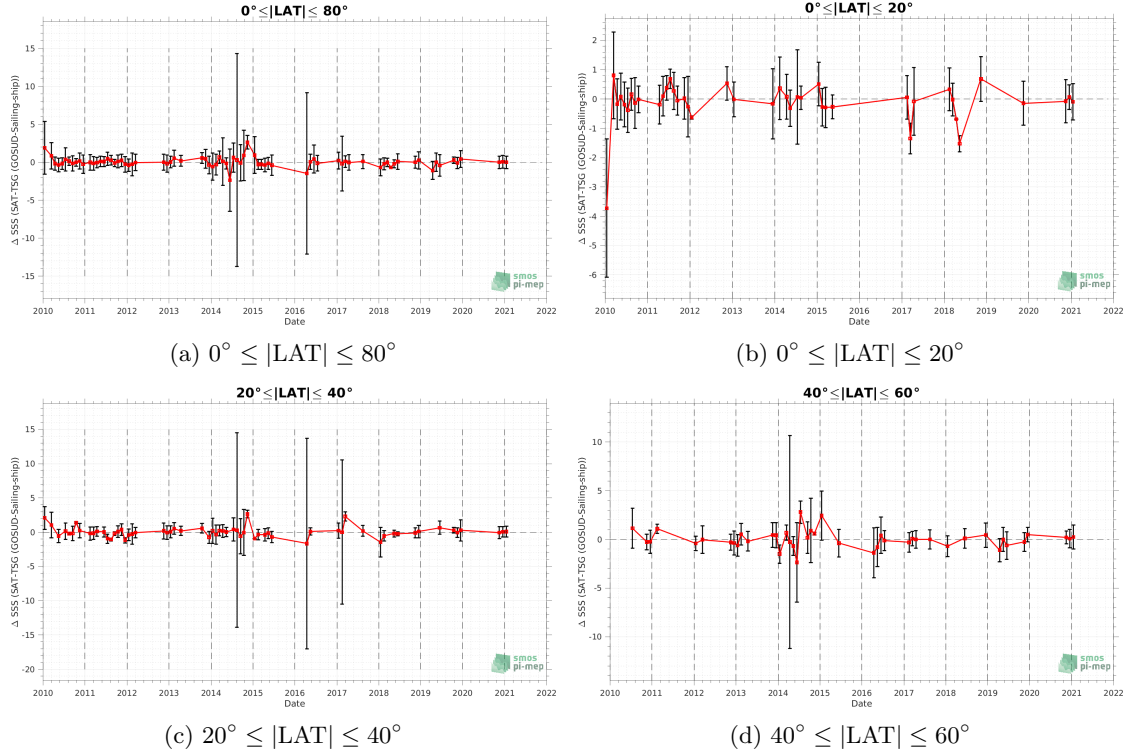 0°≤|LAT|≤ 80°
Δ SSS (SAT-TSG (GOSUD-Sailing-ship))
15
10
5
0
-5
-10
-15
2010 2011 2012 2013 2014 2015 2016 2017 2018 2019 2020 2021 2022
Date
smos
pi-mep
(a) 0° ≤ |LAT| ≤ 80°
0°≤|LAT|≤ 20°
Δ SSS (SAT-TSG (GOSUD-Sailing-ship))
2
1
0
-1
-2
-3
-4
-5
-6
2010 2011 2012 2013 2014 2015 2016 2017 2018 2019 2020 2021 2022
Date
smos
pi-mep
(b) 0° ≤ |LAT| ≤ 20°
20°≤|LAT|≤ 40°
Δ SSS (SAT-TSG (GOSUD-Sailing-ship))
15
10
5
0
-5
-10
-15
-20
2010 2011 2012 2013 2014 2015 2016 2017 2018 2019 2020 2021 2022
Date
smos
pi-mep
(c) 20° ≤ |LAT| ≤ 40°
40°≤|LAT|≤ 60°
Δ SSS (SAT-TSG (GOSUD-Sailing-ship))
10
5
0
-5
-10
2010 2011 2012 2013 2014 2015 2016 2017 2018 2019 2020 2021 2022
Date
smos
pi-mep
(d) 40° ≤ |LAT| ≤ 60°